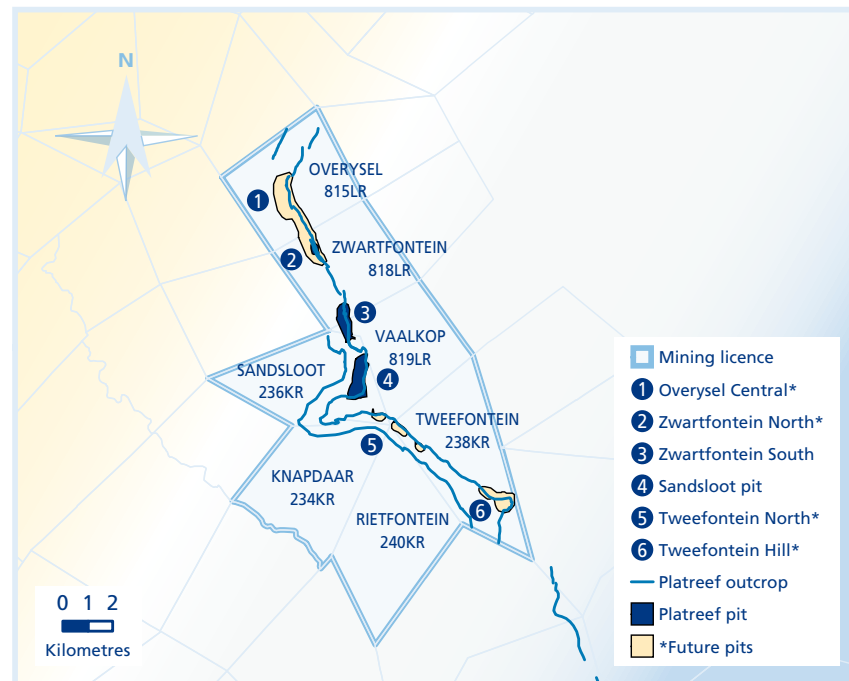 N
OVERYSEL
815LR
1
ZWARTFONTEIN
818LR
2
3
VAALKOP
819LR
SANDSLOOT
236KR
4
TWEEFONTEIN
238KR
5
KNAPDAAR
234KR
RIETFONTEIN
240KR
6
0 1 2
Kilometres
Mining licence
1 Overysel Central*
2 Zwartfontein North*
3 Zwartfontein South
4 Sandsloot pit
5 Tweefontein North*
6 Tweefontein Hill*
Platreef outcrop
Platreef pit
*Future pits